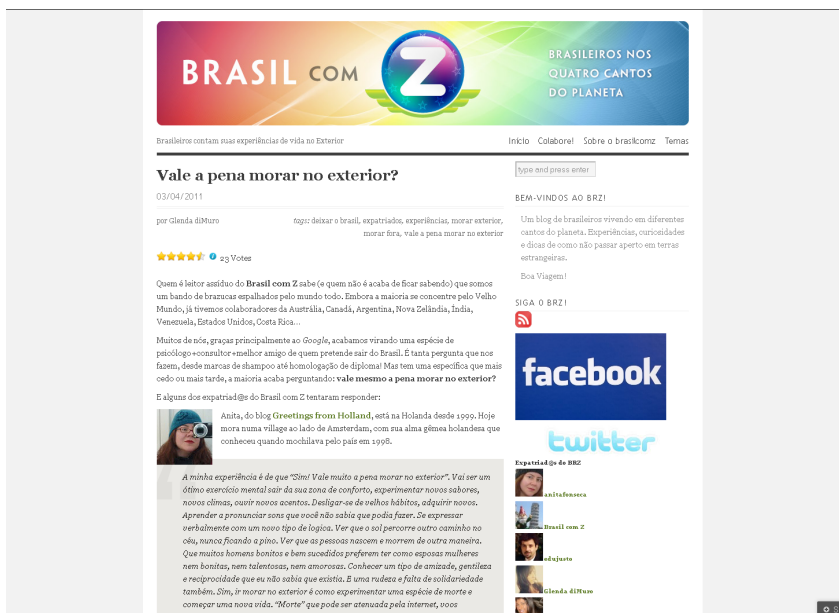 BRASIL COM Z
BRASILEIROS NOS
QUATRO CANTOS
DO PLANETA
Brasileiros contam suas experiências de vida no Exterior
Início Colabore! Sobre o brasilcomz Temas
Vale a pena morar no exterior?
03/04/2011
por Glenda diMuro
tags: deixar o brasil, expatriados, experiências, morar exterior,
morar fora, vale a pena morar no exterior
23 Votes
Quem é leitor assíduo do Brasil com Z sabe (e quem não é acaba de ficar sabendo) que somos
um bando de brazucas espalhados pelo mundo todo. Embora a maioria se concentre pelo Velho
Mundo, já tivemos colaboradores da Austrália, Canadá, Argentina, Nova Zelândia, Índia,
Venezuela, Estados Unidos, Costa Rica...
Muitos de nós, graças principalmente ao Google, acabamos virando uma espécie de
psicólogo+consultor+melhor amigo de quem pretende sair do Brasil. É tanta pergunta que nos
fazem, desde marcas de shampoo até homologação de diploma! Mas tem uma específica que mais
cedo ou mais tarde, a maioria acaba perguntando: vale mesmo a pena morar no exterior?
E alguns dos expatriad@s do Brasil com Z tentaram responder:
Anita, do blog Greetings from Holland, está na Holanda desde 1999. Hoje
mora numa village ao lado de Amsterdam, com sua alma gêmea holandesa que
conheceu quando mochilava pelo país em 1998.
A minha experiência é de que "Sim! Vale muito a pena morar no exterior". Vai ser um
ótimo exercício mental sair da sua zona de conforto, experimentar novos sabores,
novos climas, ouvir novos acentos. Desligar-se de velhos hábitos, adquirir novos.
Aprender a pronunciar sons que você não sabia que podia fazer. Se expressar
verbalmente com um novo tipo de logica. Ver que o sol percorre outro caminho no
céu, nunca ficando a pino. Ver que as pessoas nascem e morrem de outra maneira.
Que muitos homens bonitos e bem sucedidos preferem ter como esposas mulheres
nem bonitas, nem talentosas, nem amorosas. Conhecer um tipo de amizade, gentileza
e reciprocidade que eu não sabia que existia. E uma rudeza e falta de solidariedade
também. Sim, ir morar no exterior é como experimentar uma espécie de morte e
começar uma nova vida. "Morte" que pode ser atenuada pela internet, voos
type and press enter
BEM-VINDOS AO BRZ!
Um blog de brasileiros vivendo em diferentes
cantos do planeta. Experiências, curiosidades
e dicas de como não passar aperto em terras
estrangeiras.
Boa Viagem!
SIGA O BRZ!
facebook
twitter
Expatriad@s do BRZ
anitafonseca
Brasil com Z
edujusto
Glenda diMuro